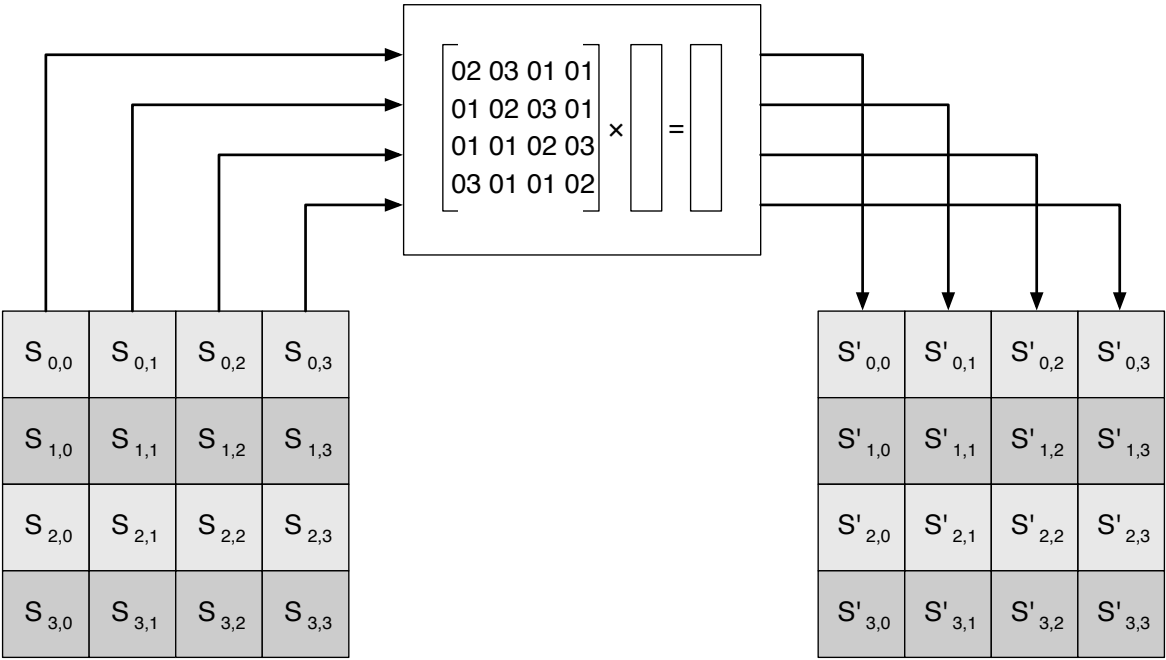 02 03 01 01
01 02 03 01
01 01 02 03
03 01 01 02
× =
S 0,0 S 0,1 S 0,2 S 0,3
S 1,0 S 1,1 S 1,2 S 1,3
S 2,0 S 2,1 S 2,2 S 2,3
S 3,0 S 3,1 S 3,2 S 3,3
S' 0,0 S' 0,1 S' 0,2 S' 0,3
S' 1,0 S' 1,1 S' 1,2 S' 1,3
S' 2,0 S' 2,1 S' 2,2 S' 2,3
S' 3,0 S' 3,1 S' 3,2 S' 3,3